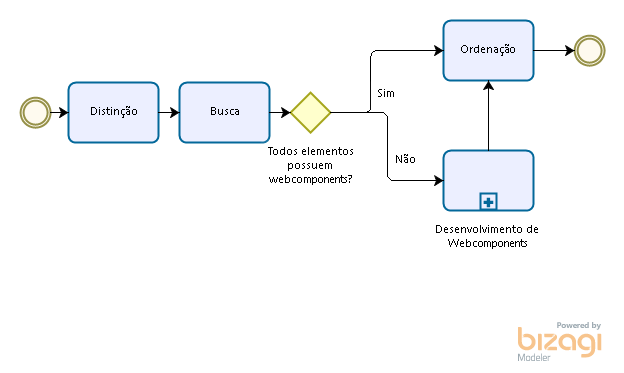 Distinção
Busca
Todos elementos
possuem
webcomponents?
Sim
Não
Ordenação
Desenvolvimento de
Webcomponents
Powered by
bizagi
Modeler